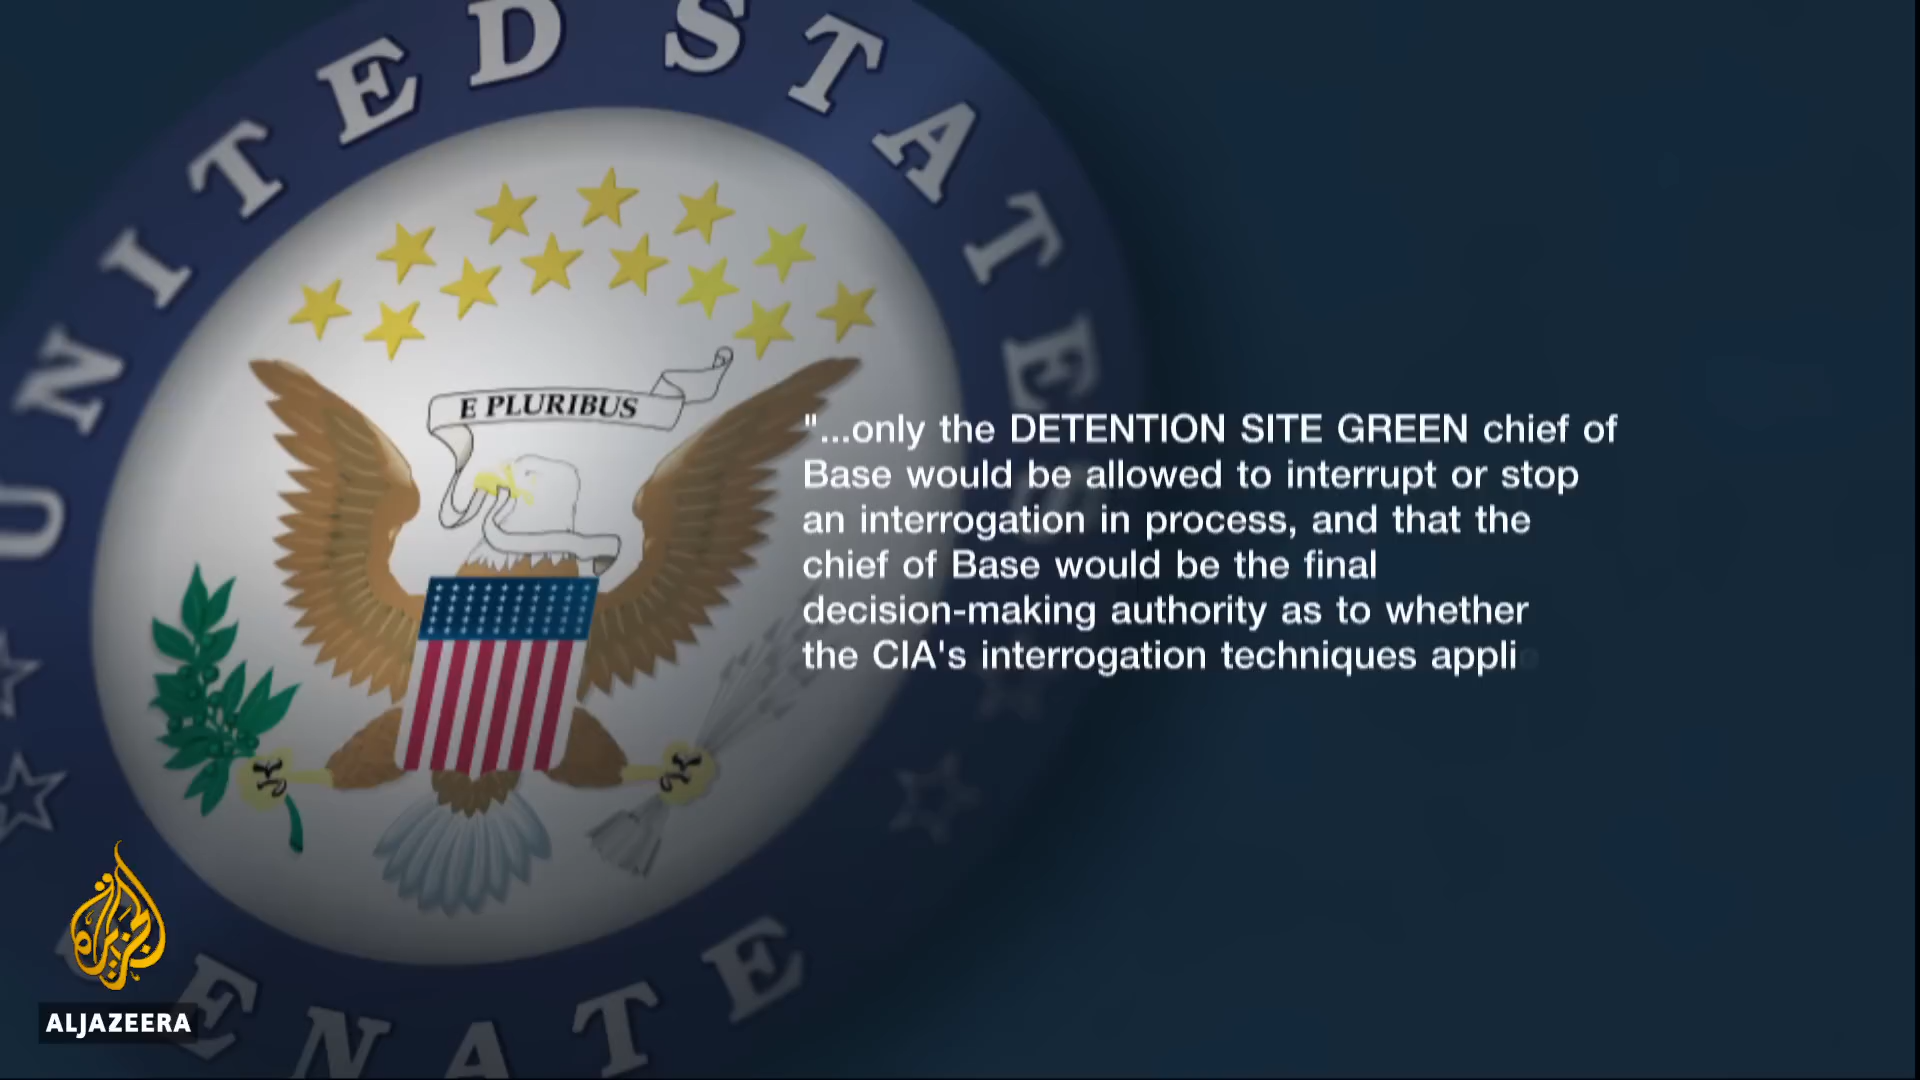 UNITED STATES
E PLURIBUS
"...only the DETENTION SITE GREEN chief of
Base would be allowed to interrupt or stop
an interrogation in process, and that the
chief of Base would be the final
decision-making authority as to whether
the CIA's interrogation techniques appli
الجزيرة
ALJAZEERA
ENATE